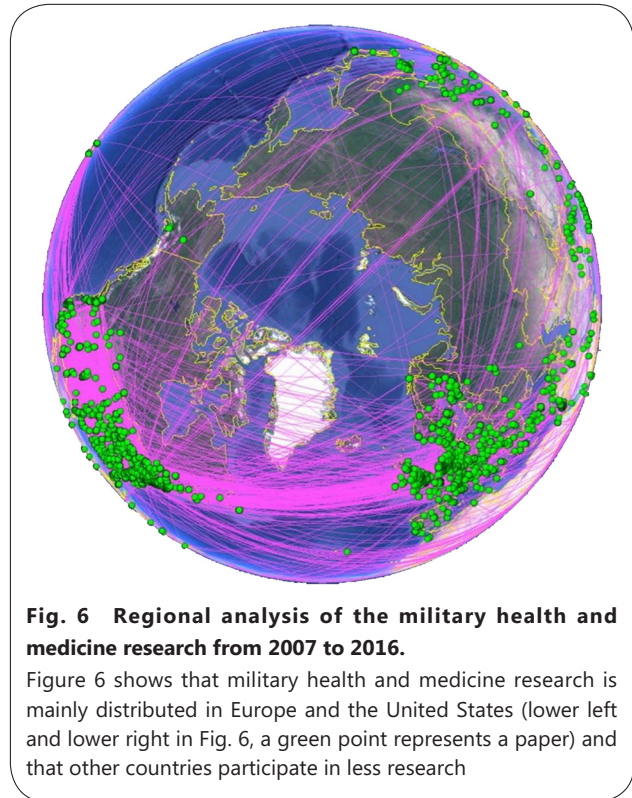 Fig. 6 Regional analysis of the military health and
medicine research from 2007 to 2016.
Figure 6 shows that military health and medicine research is
mainly distributed in Europe and the United States (lower left
and lower right in Fig. 6, a green point represents a paper) and
that other countries participate in less research